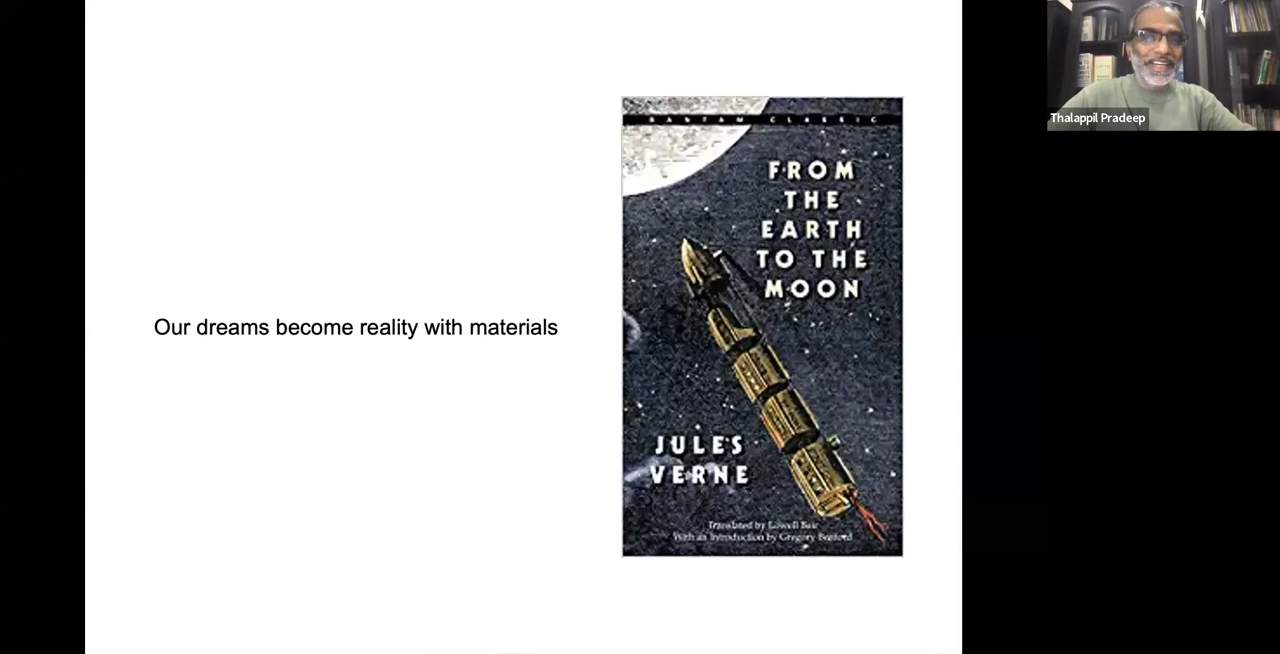 Our dreams become reality with materials
BANTAM CLASSIC
FROM
THE
EARTH
TO THE
MOON
JULES
VERNE
Translated by Lowell Bair
With an Introduction by Gregory Benford
Thalappil Pradeep